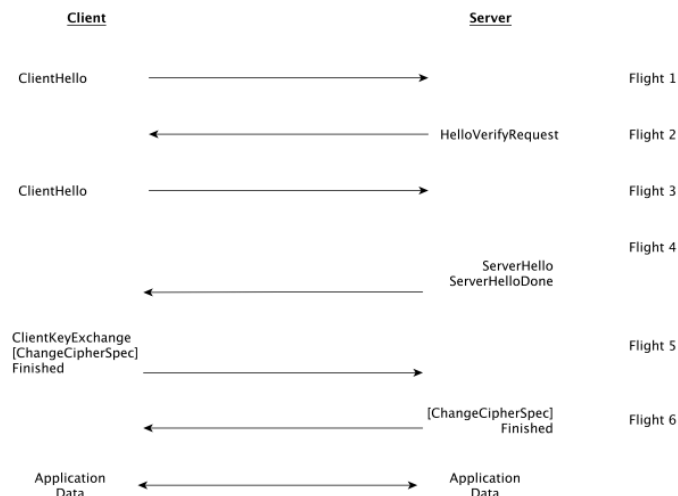 Client Server
ClientHello Flight 1
HelloVerifyRequest Flight 2
ClientHello Flight 3
Flight 4
ServerHello
ServerHelloDone
ClientKeyExchange
[ChangeCipherSpec] Flight 5
Finished
[ChangeCipherSpec] Flight 6
Finished
Application Application
Data Data